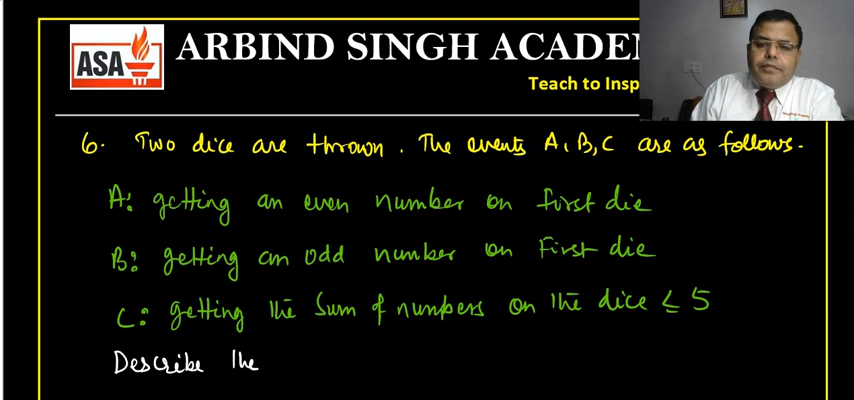 ASA
ARBIND SINGH ACADEM
Teach to Insp
6. Two dice are thrown. The events A, B, C are as follows.
A: getting an even number on first die
B: getting an odd number on First die
C: getting the Sum of numbers on the dice ≤ 5
Describe the